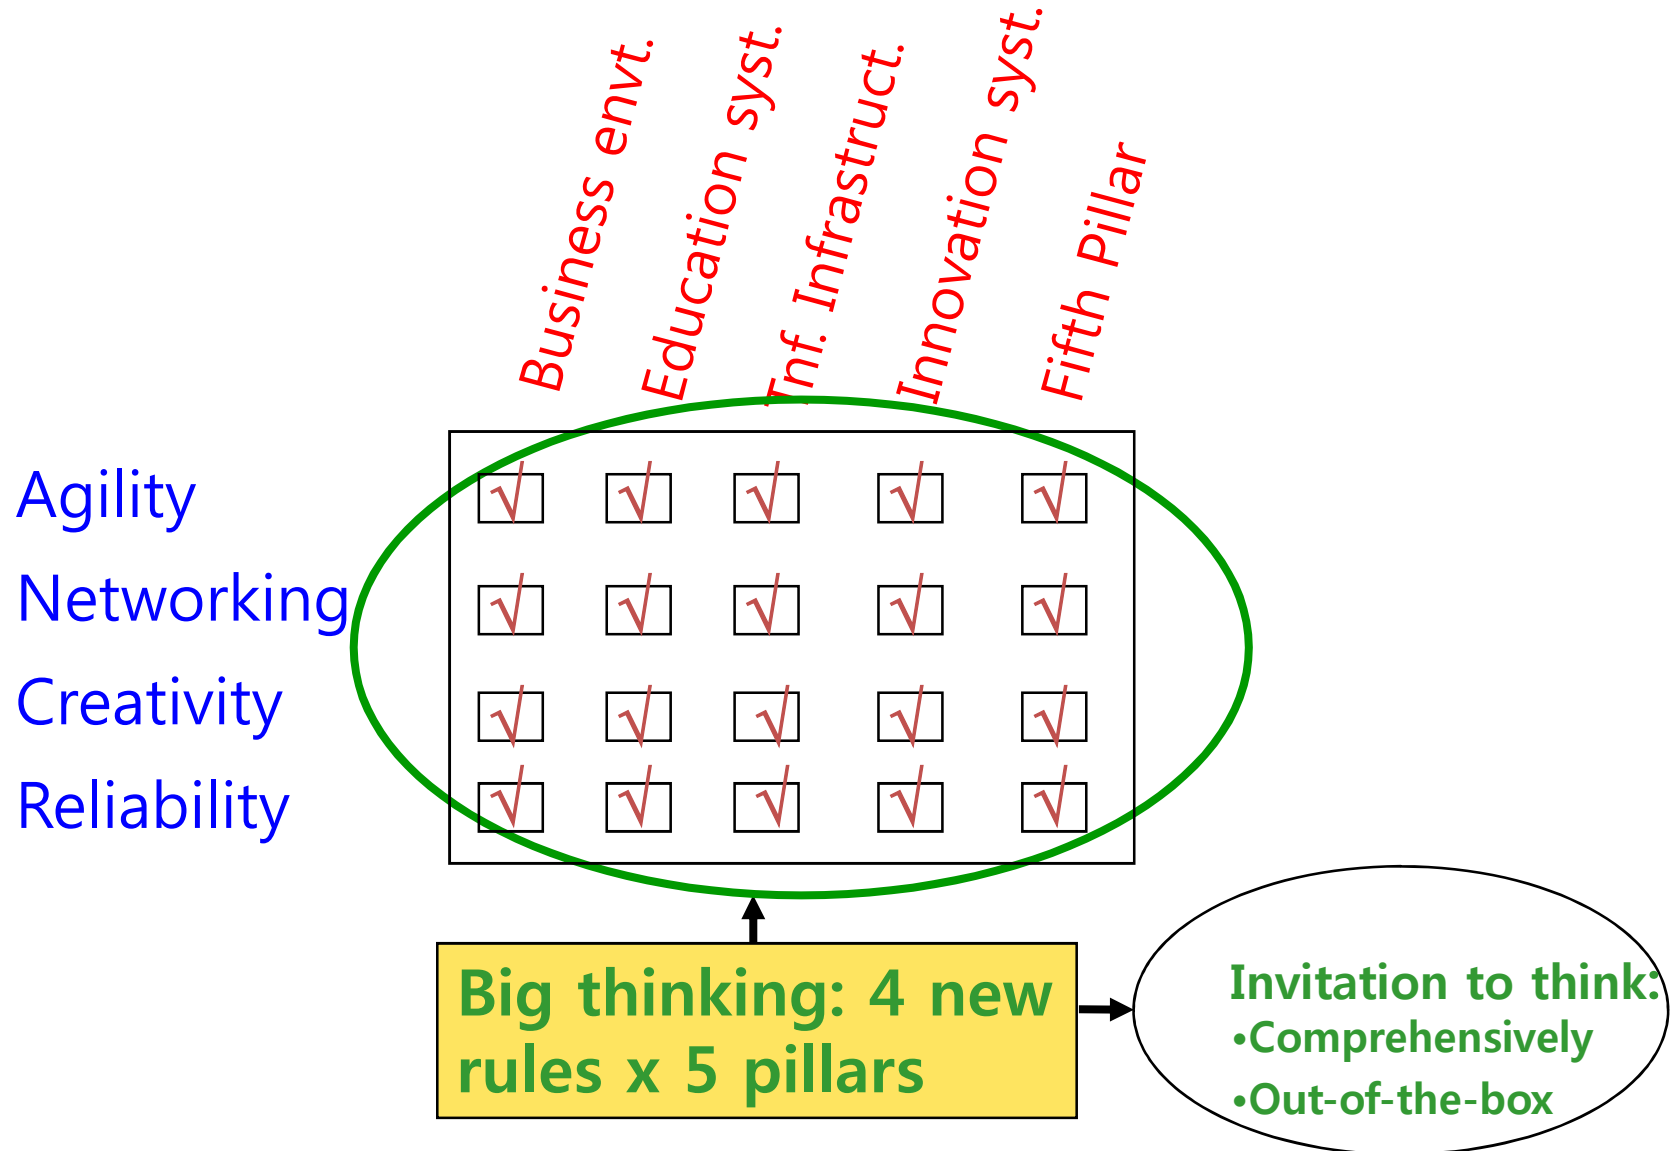 Business envt.
Education syst.
Inf. Infrastruct.
Innovation syst.
Fifth Pillar
Agility √ √ √ √ √
Networking √ √ √ √ √
Creativity √ √ √ √ √
Reliability √ √ √ √ √
Big thinking: 4 new
rules x 5 pillars
Invitation to think:
•Comprehensively
•Out-of-the-box